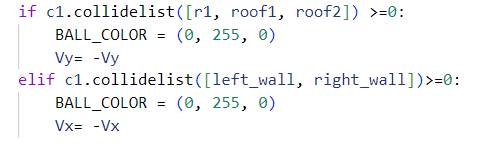 if c1.collidelist([r1, roof1, roof2]) >=0:
    BALL_COLOR = (0, 255, 0)
    Vy= -Vy
elif c1.collidelist([left_wall, right_wall])>=0:
    BALL_COLOR = (0, 255, 0)
    Vx= -Vx